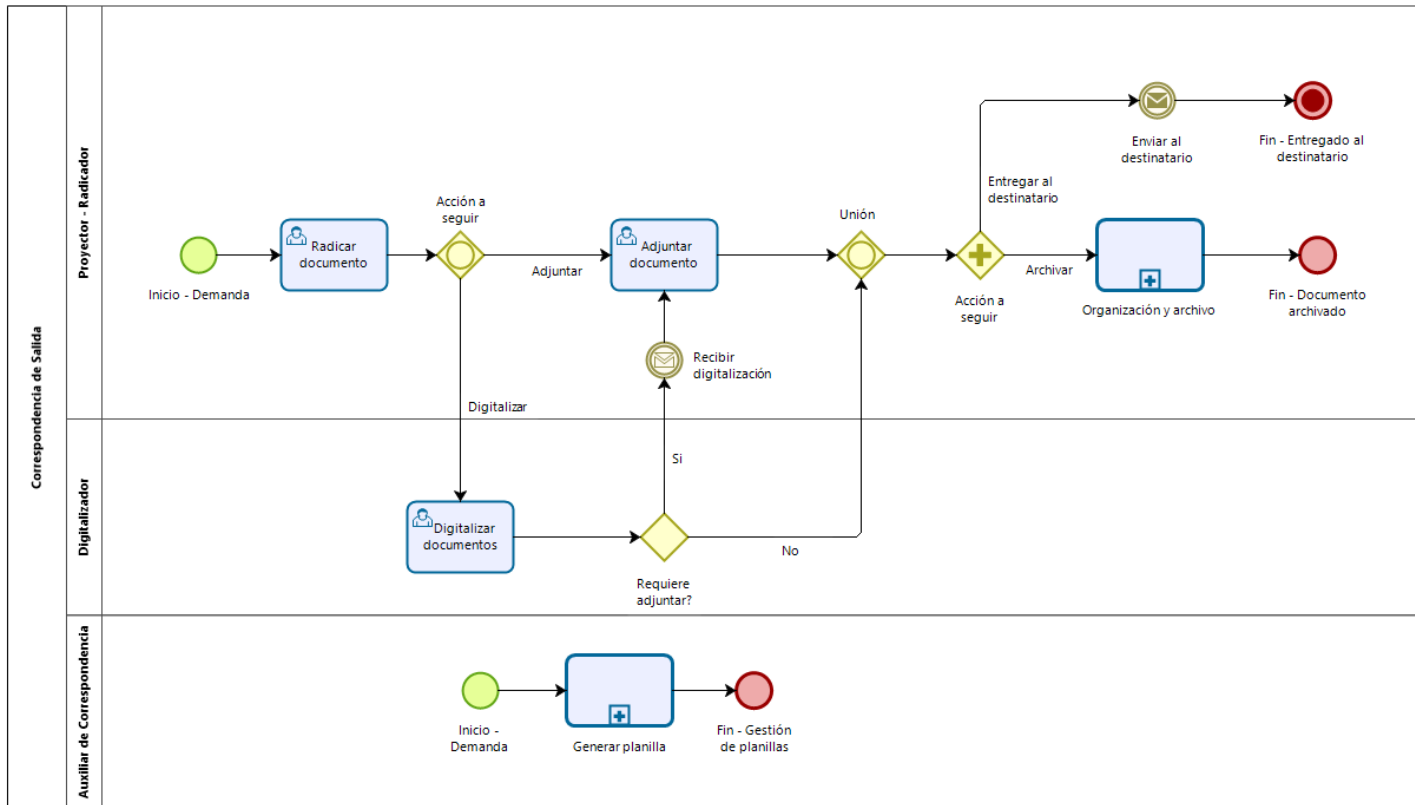 Correspondencia de Salida
Proyector - Radicador
Inicio - Demanda
Radicar
documento
Acción a
seguir
Adjuntar
Digitalizar
Adjuntar
documento
Recibir
digitalización
Unión
Acción a
seguir
Entregar al
destinatario
Enviar al
destinatario
Fin - Entregado al
destinatario
Archivar
Organización y archivo
Fin - Documento
archivado
Digitalizador
Digitalizar
documentos
Requiere
adjuntar?
Si
No
Auxiliar de Correspondencia
Inicio -
Demanda
Generar planilla
Fin - Gestión
de planillas